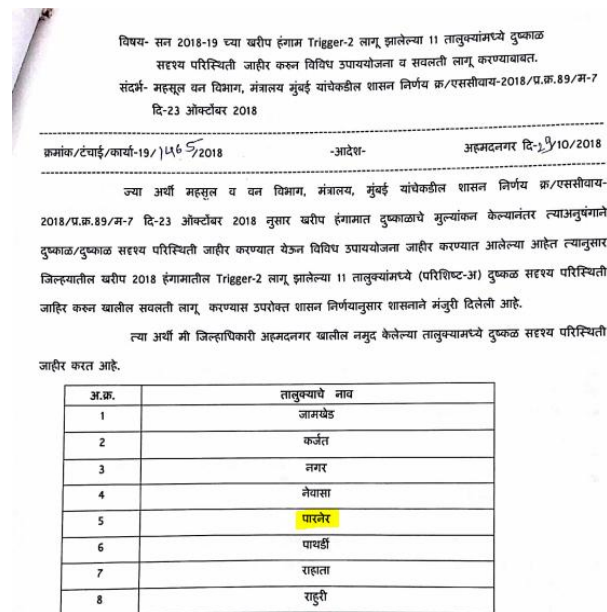 विषय- सन 2018-19 च्या खरीप हंगाम Trigger-2 लागू झालेल्या 11 तालुक्यांमध्ये दुष्काळ
सदृश्य परिस्थिती जाहीर करुन विविध उपाययोजना व सवलती लागू करण्याबाबत.
संदर्भ- महसूल वन विभाग, मंत्रालय मुंबई यांचेकडील शासन निर्णय क्र/एससीवाय-2018/प्र.क्र.89/म-7
दि-23 ओक्टोंबर 2018
क्रमांक/टंचाई/कार्या-19/1465/2018 -आदेश- अहमदनगर दि-29/10/2018
ज्या अर्थी महसूल व वन विभाग, मंत्रालय, मुंबई यांचेकडील शासन निर्णय क्र/एससीवाय-
2018/प्र.क्र.89/म-7 दि-23 ओक्टोंबर 2018 नुसार खरीप हंगामात दुष्काळाचे मुल्यांकन केल्यानंतर त्याअनुषंगाने
दुष्काळ/दुष्काळ सदृश्य परिस्थिती जाहीर करण्यात येऊन विविध उपाययोजना जाहीर करण्यात आलेल्या आहेत त्यानुसार
जिल्हयातील खरीप 2018 हंगामातील Trigger-2 लागू झालेल्या 11 तालुक्यांमध्ये (परिशिष्ट-अ) दुष्कळ सदृश्य परिस्थिती
जाहिर करुन खालील सवलती लागू करण्यास उपरोक्त शासन निर्णयानुसार शासनाने मंजुरी दिलेली आहे.
त्या अर्थी मी जिल्हाधिकारी अहमदनगर खालील नमुद केलेल्या तालुक्यामध्ये दुष्कळ सदृश्य परिस्थिती
जाहीर करत आहे.
अ.क्र. तालुक्याचे नाव
1 जामखेड
2 कर्जत
3 नगर
4 नेवासा
5 पारनेर
6 पाथर्डी
7 राहाता
8 राहुरी